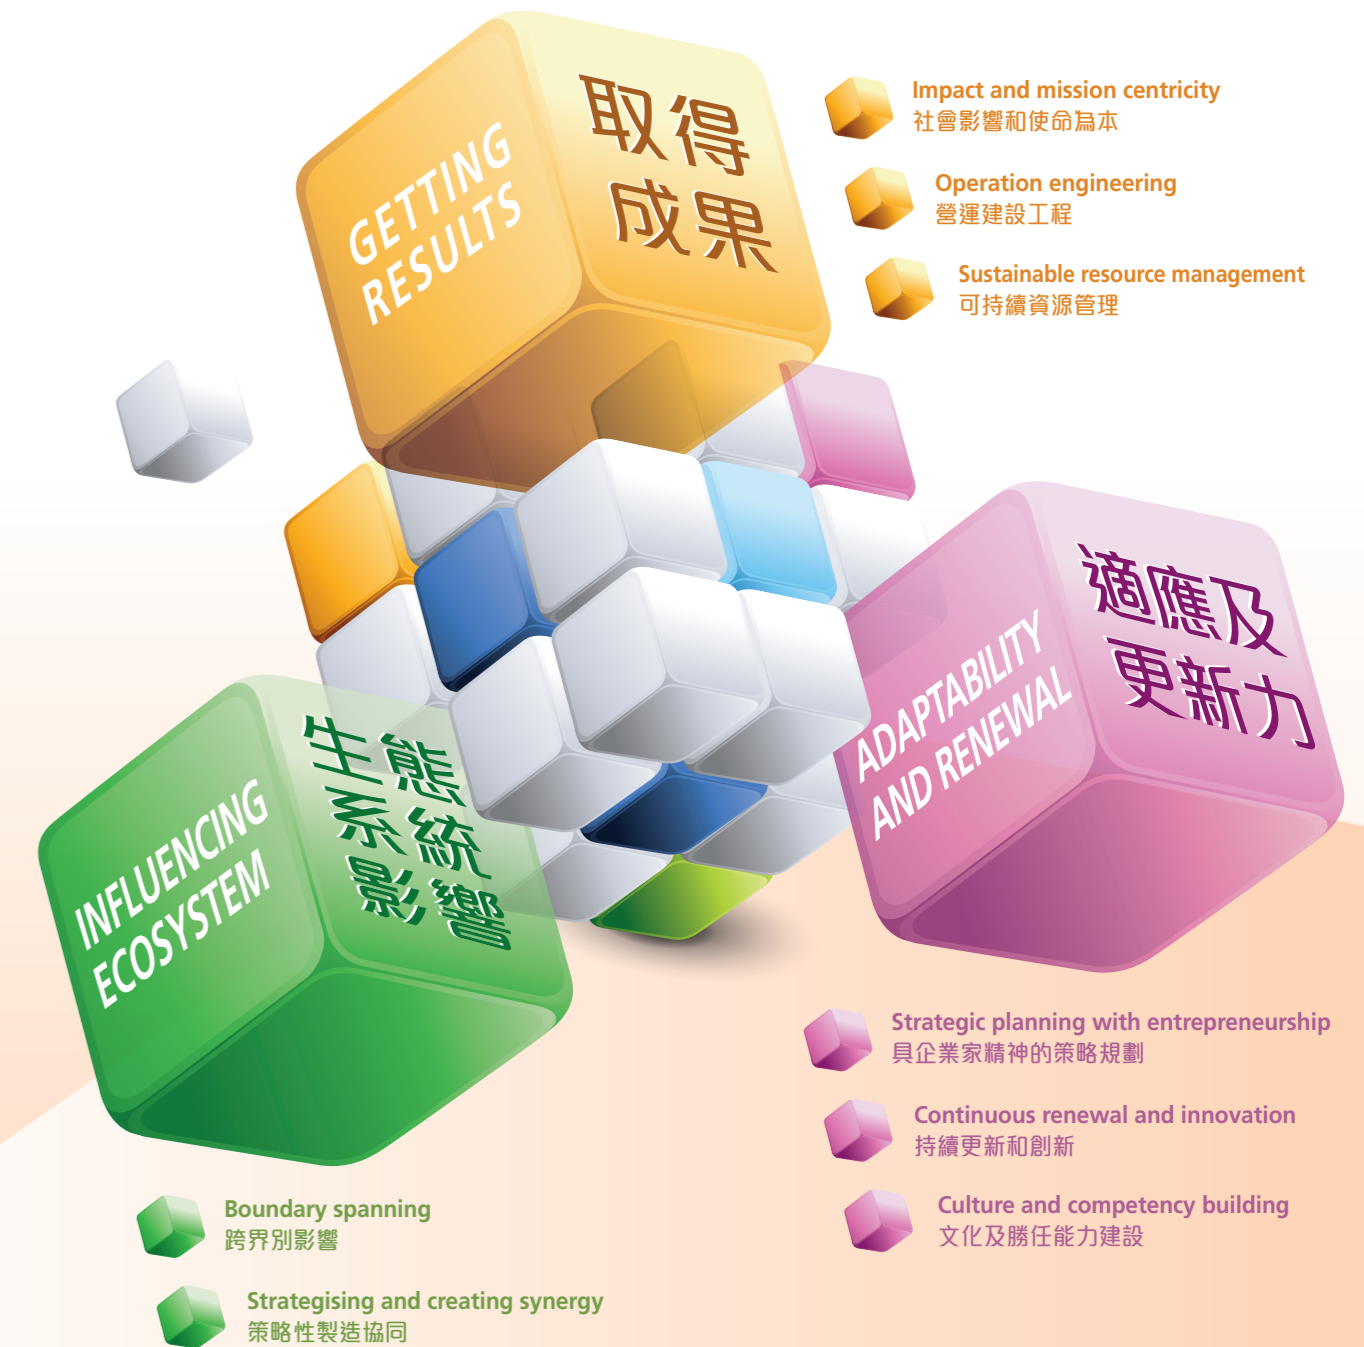 GETTING
RESULTS
取得
成果
Impact and mission centricity
社會影響和使命為本
Operation engineering
營運建設工程
Sustainable resource management
可持續資源管理
ADAPTABILITY
AND RENEWAL
適應及
更新力
INFLUENCING
ECOSYSTEM
生態
系統
影響
Strategic planning with entrepreneurship
具企業家精神的策略規劃
Continuous renewal and innovation
持續更新和創新
Culture and competency building
文化及勝任能力建設
Boundary spanning
跨界別影響
Strategising and creating synergy
策略性製造協同